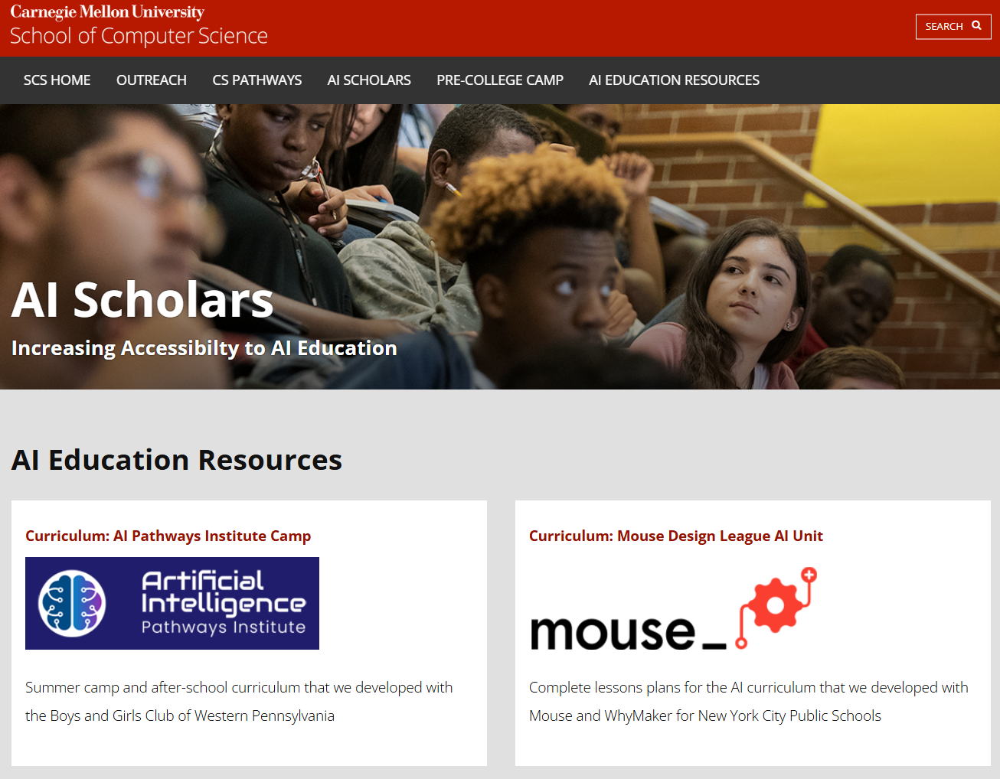 Carnegie Mellon University
School of Computer Science
SEARCH
SCS HOME OUTREACH CS PATHWAYS AI SCHOLARS PRE-COLLEGE CAMP AI EDUCATION RESOURCES
AI Scholars
Increasing Accessibilty to AI Education
AI Education Resources
Curriculum: AI Pathways Institute Camp
Artificial
Intelligence
Pathways Institute
Summer camp and after-school curriculum that we developed with
the Boys and Girls Club of Western Pennsylvania
Curriculum: Mouse Design League AI Unit
mouse_
Complete lessons plans for the AI curriculum that we developed with
Mouse and WhyMaker for New York City Public Schools